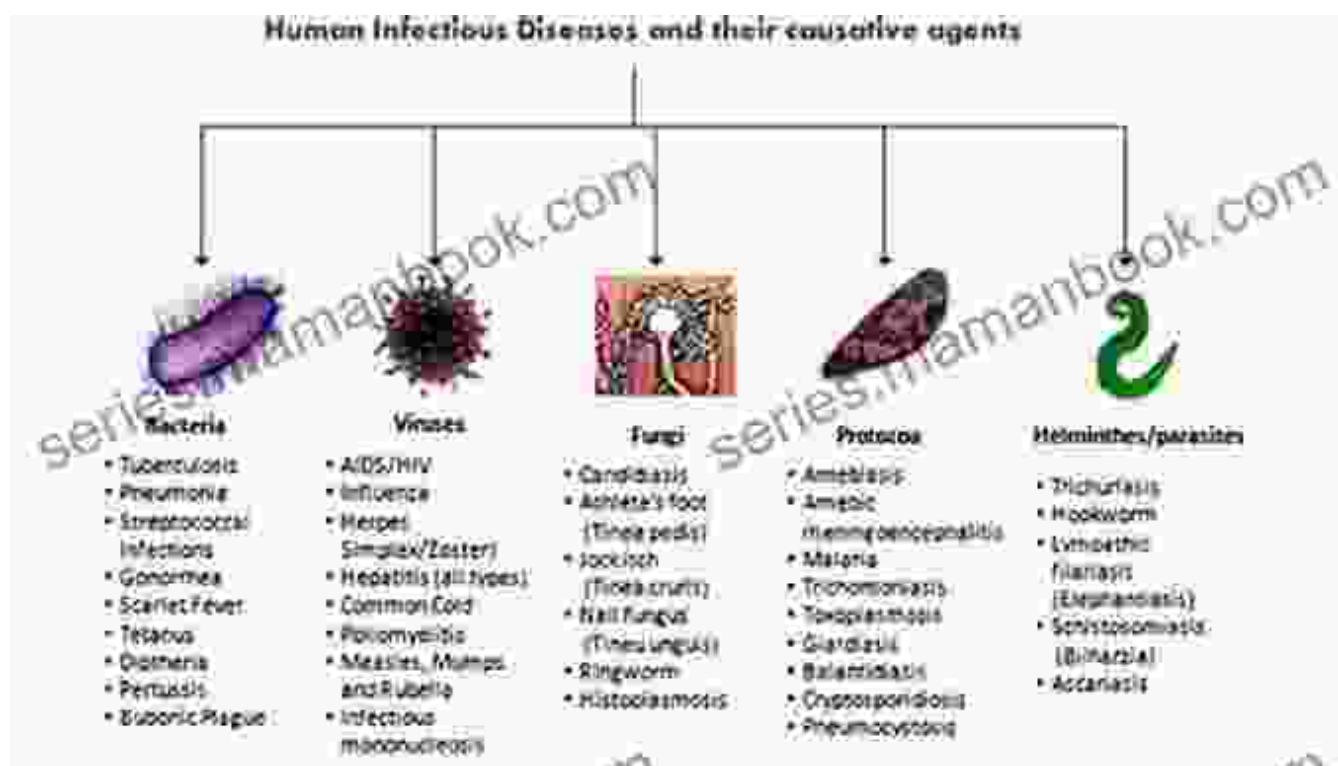 Human Infectious Diseases and their causative agents
series.mamanbook.com
series.mamanbook.com
Bacteria
• Tuberculosis
• Pneumonia
• Streptococcal
Infections
• Gonorrhea
• Scarlet Fever
• Tetanus
• Diptheria
• Pertussis
• Bubonic Plague
Viruses
• AIDS/HIV
• Influenza
• Herpes
Simplex/Zoster)
• Hepatitis (all types)
• Common Cold
• Poliomyelitis
• Measles, Mumps
and Rubella
• Infectious
mononucleosis
Fungi
• Candidiasis
• Athlete's foot
(Tinea pedis)
• Jock itch
(Tinea cruris)
• Nail fungus
(Tinea unguis)
• Ringworm
• Histoplasmosis
Protozoa
• Amebiasis
• Amebic
meningoencephalitis
• Malaria
• Trichomoniasis
• Toxoplasmosis
• Giardiasis
• Balantidiasis
• Cryptosporidiosis
• Pneumocystosis
Helminthes/parasites
• Trichuriasis
• Hookworm
• Lymphatic
filariasis
(Elephantiasis)
• Schistosomiasis
(Bilharzia)
• Ascariasis